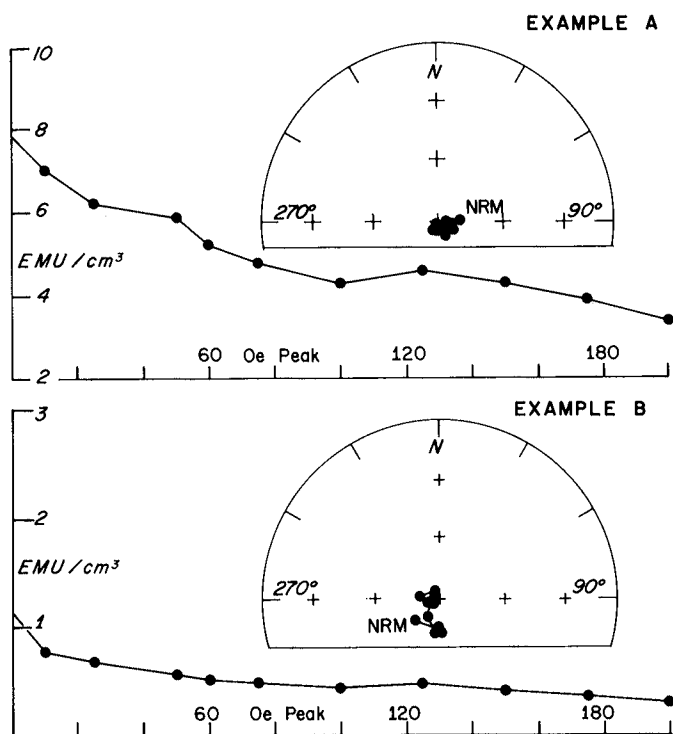 EXAMPLE A
10
8
6
EMU/cm³
4
2
N
270°
90°
NRM
60 Oe Peak 120 180
EXAMPLE B
3
2
EMU/cm³
1
N
270°
90°
NRM
60 Oe Peak 120 180